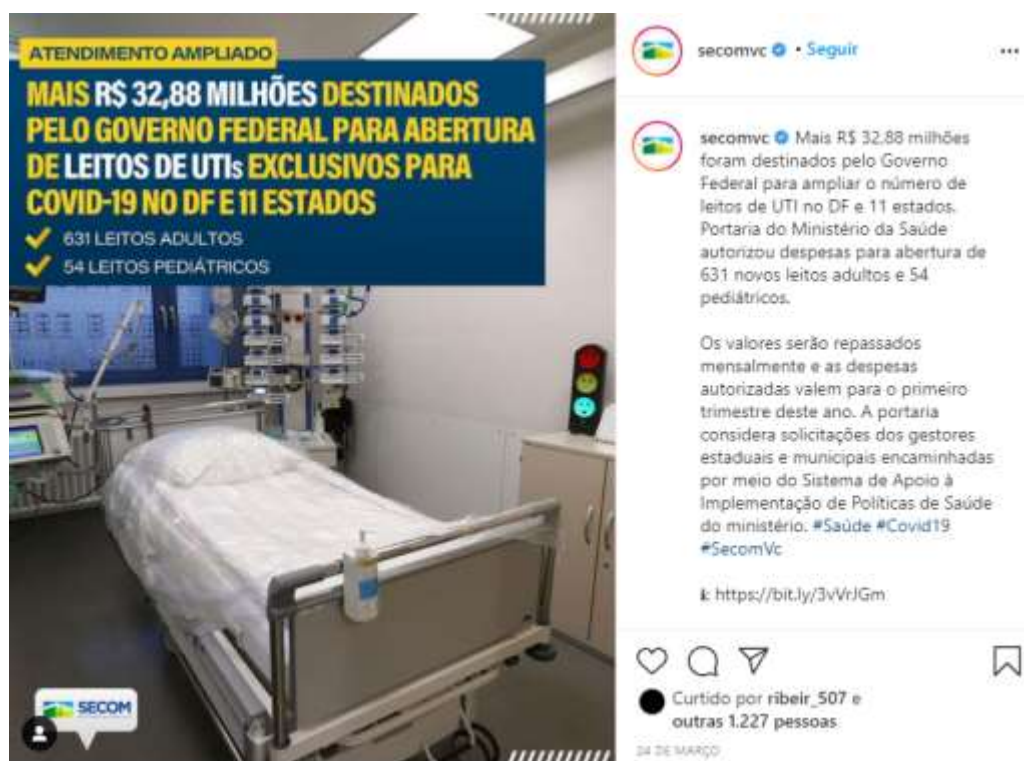 ATENDIMENTO AMPLIADO
MAIS R$ 32,88 MILHÕES DESTINADOS
PELO GOVERNO FEDERAL PARA ABERTURA
DE LEITOS DE UTIs EXCLUSIVOS PARA
COVID-19 NO DF E 11 ESTADOS
631 LEITOS ADULTOS
54 LEITOS PEDIÁTRICOS
SECOM
secomvc • Seguir
secomvc Mais R$ 32,88 milhões
foram destinados pelo Governo
Federal para ampliar o número de
leitos de UTI no DF e 11 estados.
Portaria do Ministério da Saúde
autorizou despesas para abertura de
631 novos leitos adultos e 54
pediátricos.
Os valores serão repassados
mensalmente e as despesas
autorizadas valem para o primeiro
trimestre deste ano. A portaria
considera solicitações dos gestores
estaduais e municipais encaminhadas
por meio do Sistema de Apoio à
Implementação de Políticas de Saúde
do ministério. #Saúde #Covid19
#SecomVc
https://bit.ly/3vVrJGm
Curtido por ribeir_507 e
outras 1.227 pessoas
24 DE MARÇO